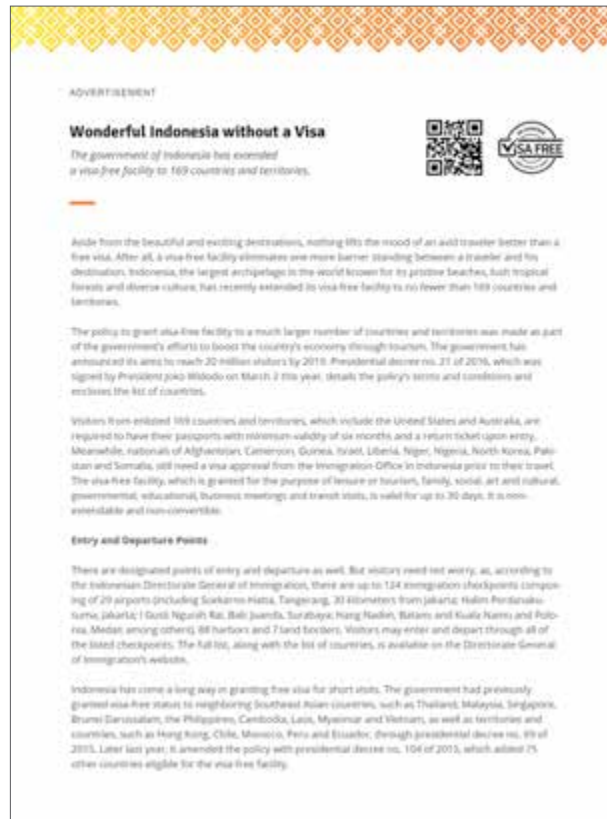 ADVERTISEMENT
Wonderful Indonesia without a Visa
The government of Indonesia has extended
a visa-free facility to 169 countries and territories.
VISA FREE
Aside from the beautiful and exciting destinations, nothing lifts the mood of an avid traveler better than a
free visa. After all, a visa-free facility eliminates one more barrier standing between a traveler and his
destination. Indonesia, the largest archipelago in the world known for its pristine beaches, lush tropical
forests and diverse culture, has recently extended its visa-free facility to no fewer than 169 countries and
territories.
The policy to grant visa-free facility to a much larger number of countries and territories was made as part
of the government's efforts to boost the country's economy through tourism. The government has
announced its aims to reach 20 million visitors by 2019. Presidential decree no. 21 of 2016, which was
signed by President Joko Widodo on March 2 this year, details the policy's terms and conditions and
encloses the list of countries.
Visitors from enlisted 169 countries and territories, which include the United States and Australia, are
required to have their passports with minimum validity of six months and a return ticket upon entry.
Meanwhile, nationals of Afghanistan, Cameroon, Guinea, Israel, Liberia, Niger, Nigeria, North Korea, Paki-
stan and Somalia, still need a visa approval from the Immigration Office in Indonesia prior to their travel.
The visa-free facility, which is granted for the purpose of leisure or tourism, family, social, art and cultural,
governmental, educational, business meetings and transit visits, is valid for up to 30 days. It is non-
extendable and non-convertible.
Entry and Departure Points
There are designated points of entry and departure as well. But visitors need not worry, as, according to
the Indonesian Directorate General of Immigration, there are up to 124 immigration checkpoints compos-
ing of 29 airports (including Soekarno-Hatta, Tangerang, 30 kilometers from Jakarta; Halim Perdanaku-
suma, Jakarta; I Gusti Ngurah Rai, Bali; Juanda, Surabaya; Hang Nadim, Batam; and Kuala Namu and Polo-
nia, Medan among others), 88 harbors and 7 land borders. Visitors may enter and depart through all of
the listed checkpoints. The full list, along with the list of countries, is available on the Directorate General
of Immigration's website.
Indonesia has come a long way in granting free visa for short visits. The government had previously
granted visa-free status to neighboring Southeast Asian countries, such as Thailand, Malaysia, Singapore,
Brunei Darussalam, the Philippines, Cambodia, Laos, Myanmar and Vietnam, as well as territories and
countries, such as Hong Kong, Chile, Morocco, Peru and Ecuador, through presidential decree no. 69 of
2015. Later last year, it amended the policy with presidential decree no. 104 of 2015, which added 75
other countries eligible for the visa-free facility.